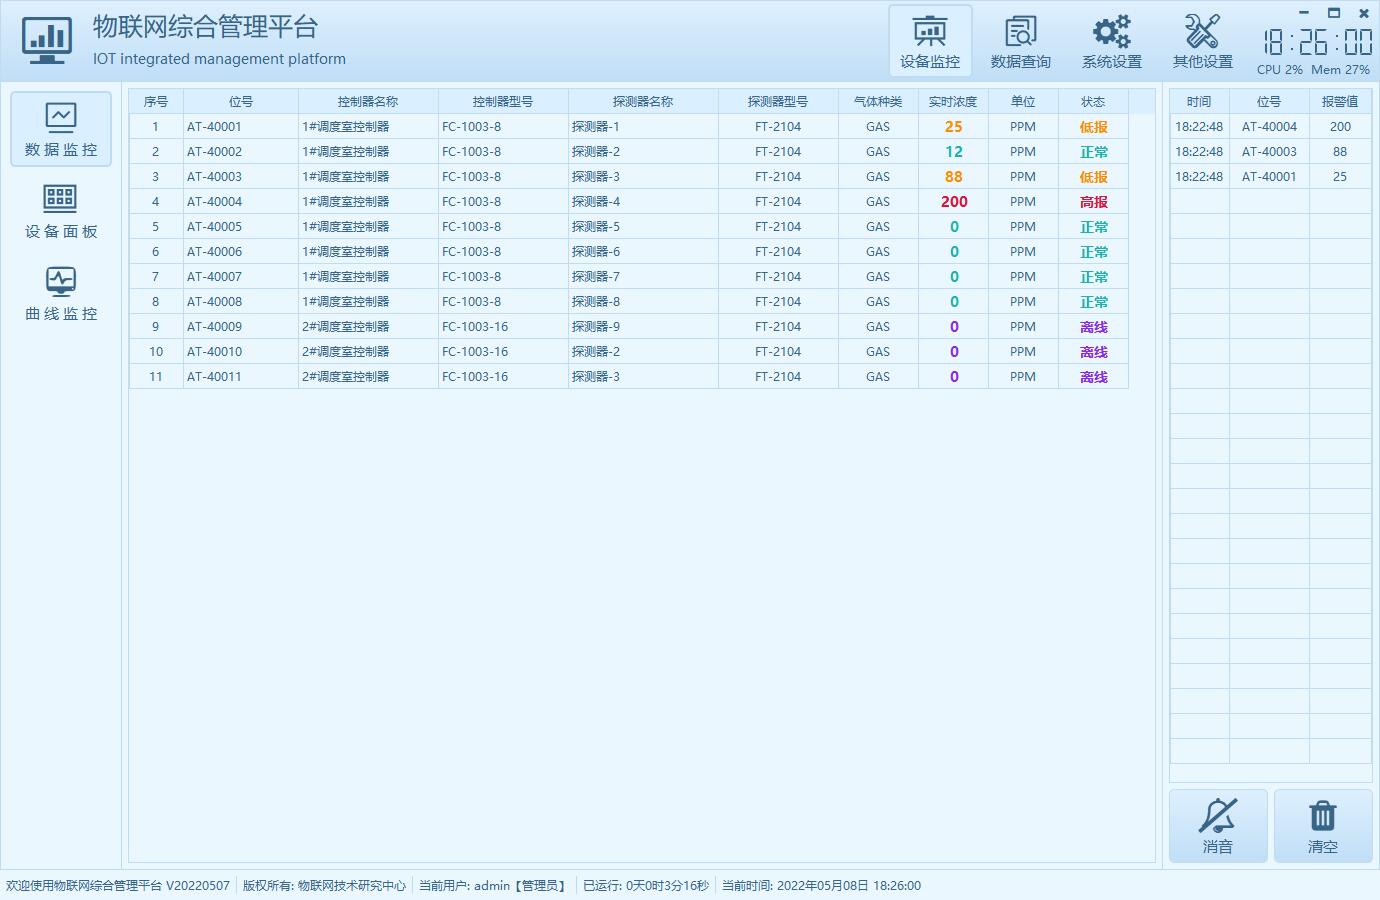 物联网综合管理平台
IOT integrated management platform
设备监控 数据查询 系统设置 其他设置
18:26:00
CPU 2% Mem 27%
数据监控
设备面板
曲线监控
序号 位号 控制器名称 控制器型号 探测器名称 探测器型号 气体种类 实时浓度 单位 状态
1 AT-40001 1#调度室控制器 FC-1003-8 探测器-1 FT-2104 GAS 25 PPM 低报
2 AT-40002 1#调度室控制器 FC-1003-8 探测器-2 FT-2104 GAS 12 PPM 正常
3 AT-40003 1#调度室控制器 FC-1003-8 探测器-3 FT-2104 GAS 88 PPM 低报
4 AT-40004 1#调度室控制器 FC-1003-8 探测器-4 FT-2104 GAS 200 PPM 高报
5 AT-40005 1#调度室控制器 FC-1003-8 探测器-5 FT-2104 GAS 0 PPM 正常
6 AT-40006 1#调度室控制器 FC-1003-8 探测器-6 FT-2104 GAS 0 PPM 正常
7 AT-40007 1#调度室控制器 FC-1003-8 探测器-7 FT-2104 GAS 0 PPM 正常
8 AT-40008 1#调度室控制器 FC-1003-8 探测器-8 FT-2104 GAS 0 PPM 正常
9 AT-40009 2#调度室控制器 FC-1003-16 探测器-9 FT-2104 GAS 0 PPM 离线
10 AT-40010 2#调度室控制器 FC-1003-16 探测器-2 FT-2104 GAS 0 PPM 离线
11 AT-40011 2#调度室控制器 FC-1003-16 探测器-3 FT-2104 GAS 0 PPM 离线
时间 位号 报警值
18:22:48 AT-40004 200
18:22:48 AT-40003 88
18:22:48 AT-40001 25
消音 清空
欢迎使用物联网综合管理平台 V20220507 版权所有: 物联网技术研究中心 当前用户: admin【管理员】 已运行: 0天0时3分16秒 当前时间: 2022年05月08日 18:26:00